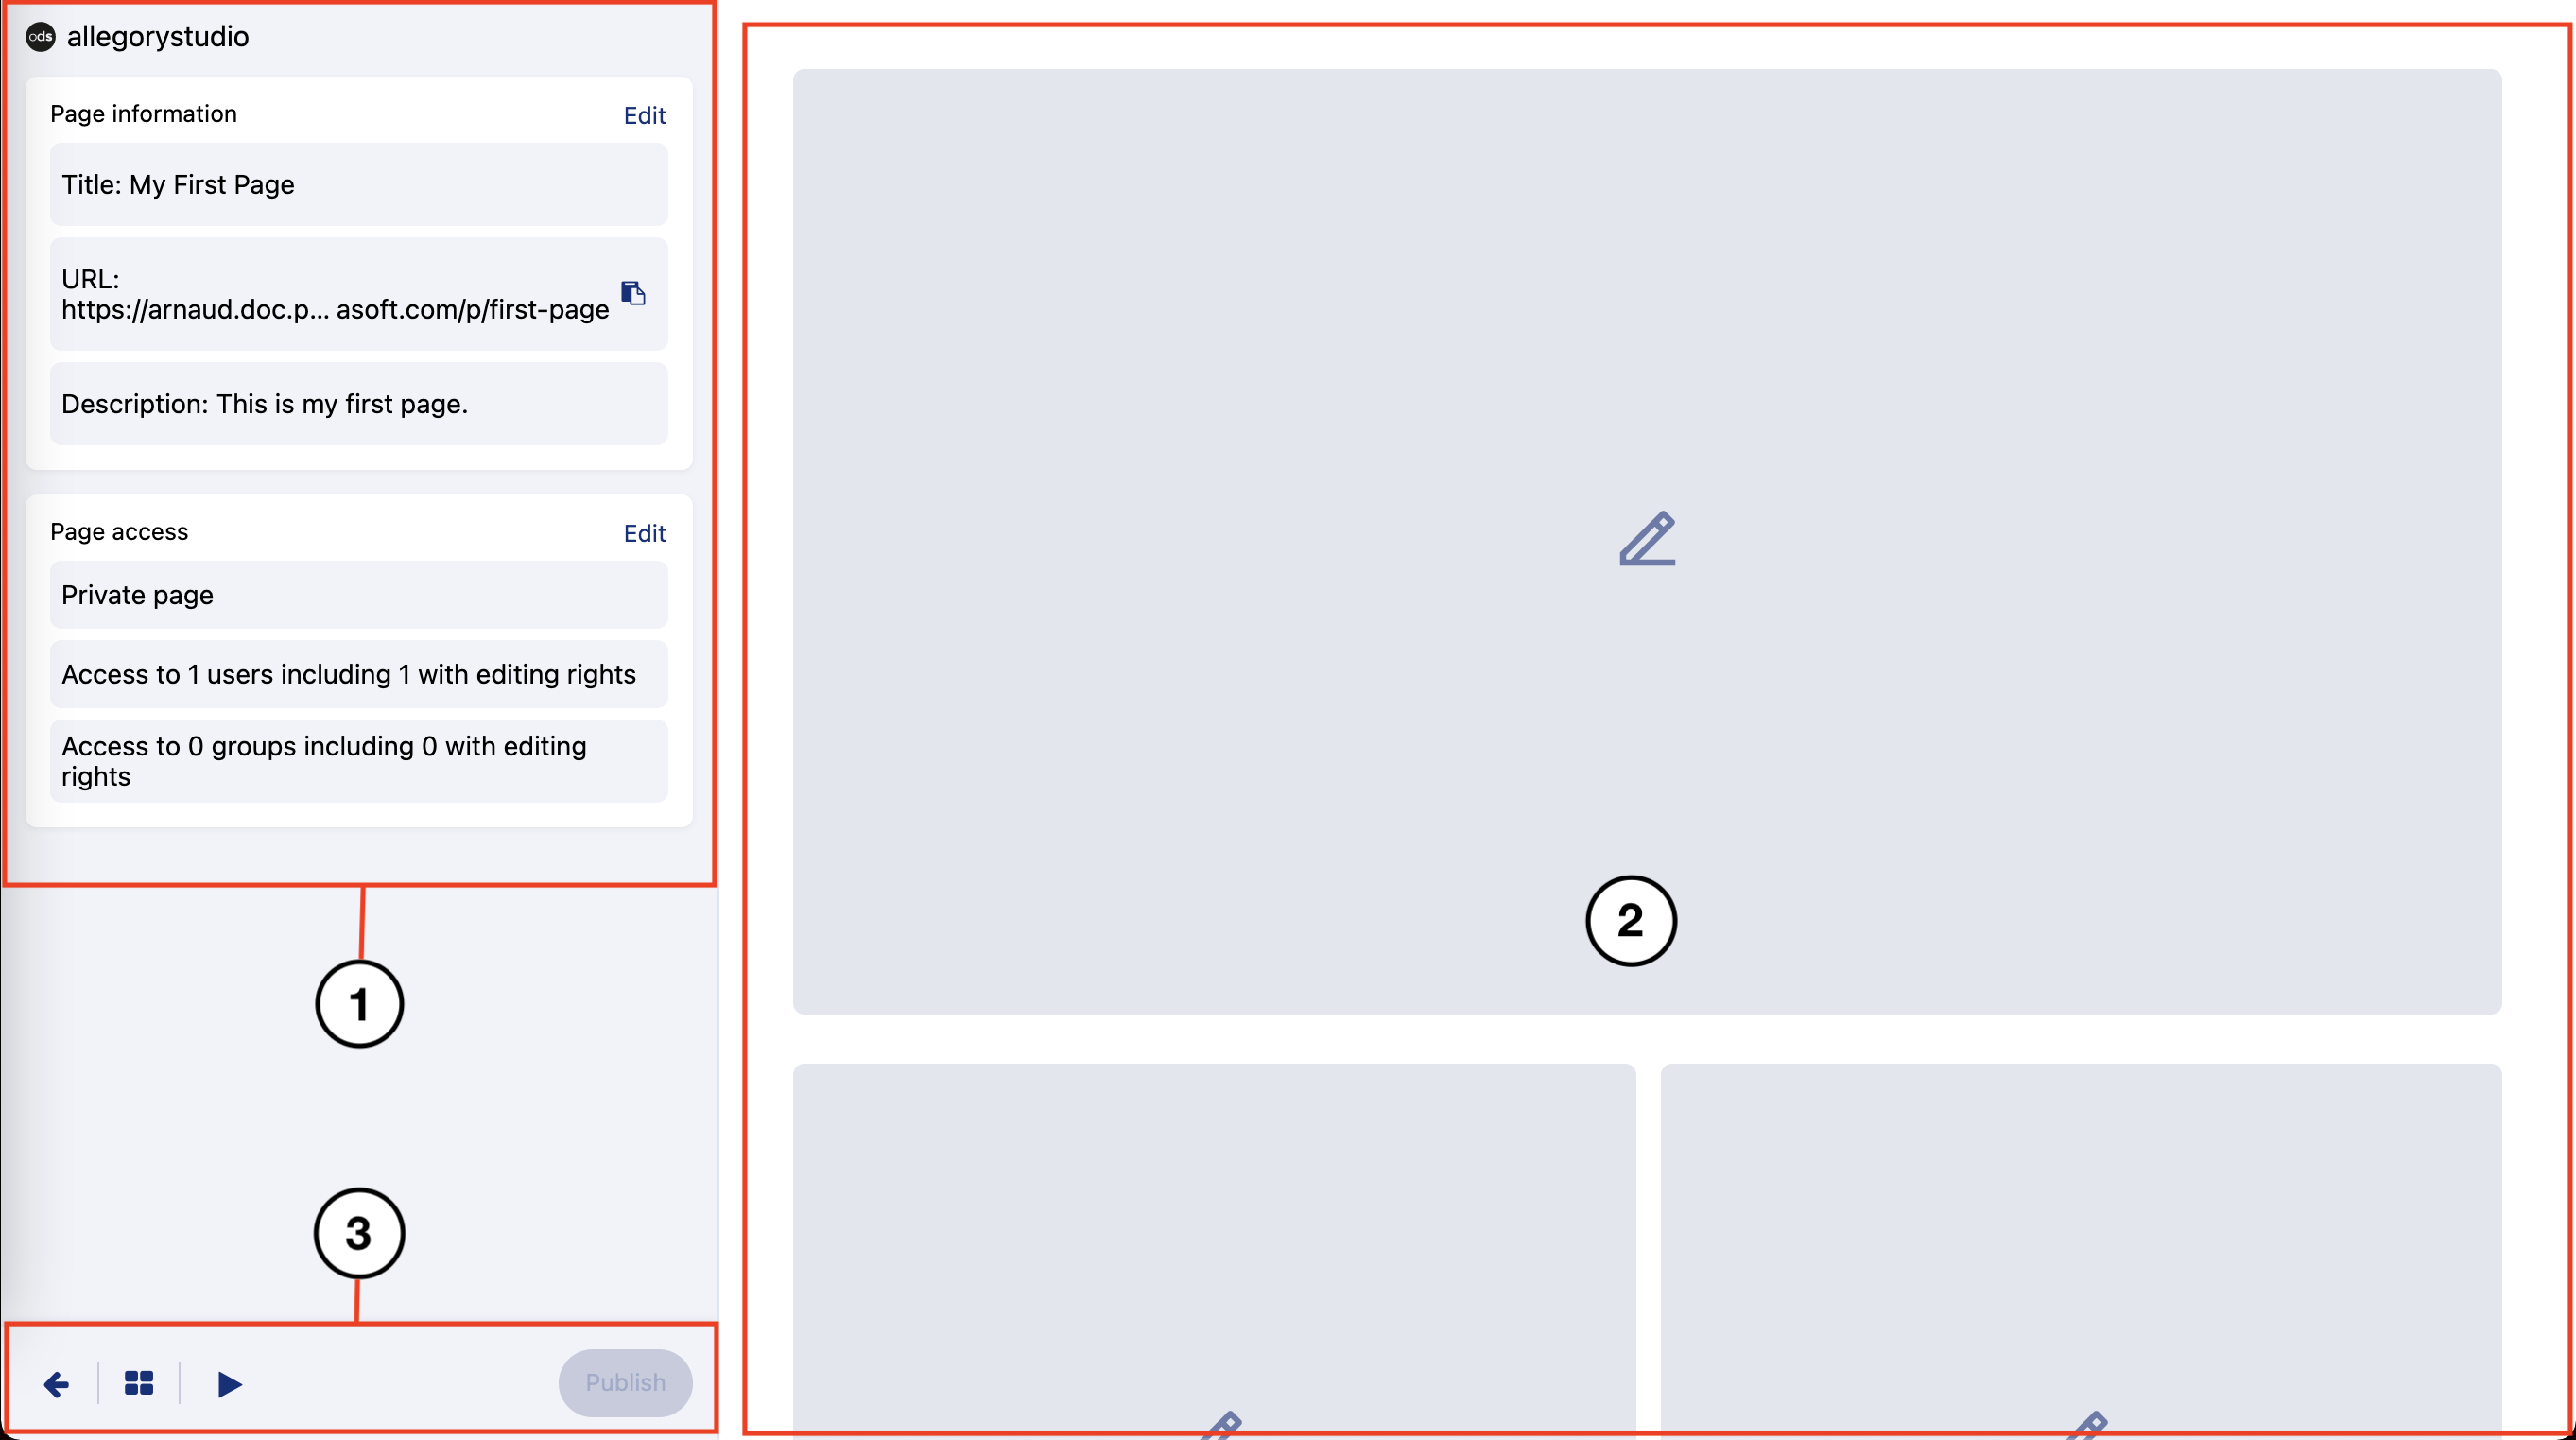 ods allegorystudio
Page information
Edit
Title: My First Page
URL:
https://arnaud.doc.p... asoft.com/p/first-page
Description: This is my first page.
Page access
Edit
Private page
Access to 1 users including 1 with editing rights
Access to 0 groups including 0 with editing
rights
1
3
Publish
2